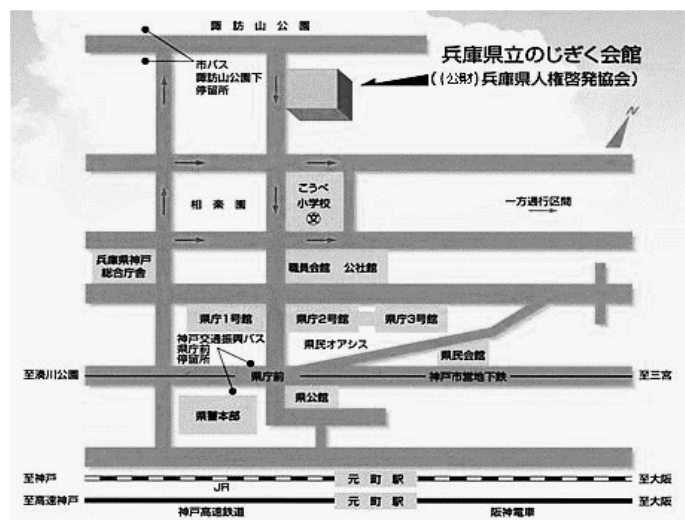 諏訪山公園
兵庫県立のじぎく会館
((公財)兵庫県人権啓発協会)
市バス
諏訪山公園下
停留所
N
相楽園
こうべ
小学校
文
一方通行区間
兵庫県神戸
総合庁舎
職員会館 公社館
県庁1号館
県庁2号館
県庁3号館
神戸交通振興バス
県庁前
停留所
県民オアシス
県民会館
至湊川公園
県庁前
神戸市営地下鉄
至三宮
県警本部
県公館
至神戸
JR
元町駅
至大阪
至高速神戸
神戸高速鉄道
元町駅
阪神電車
至大阪